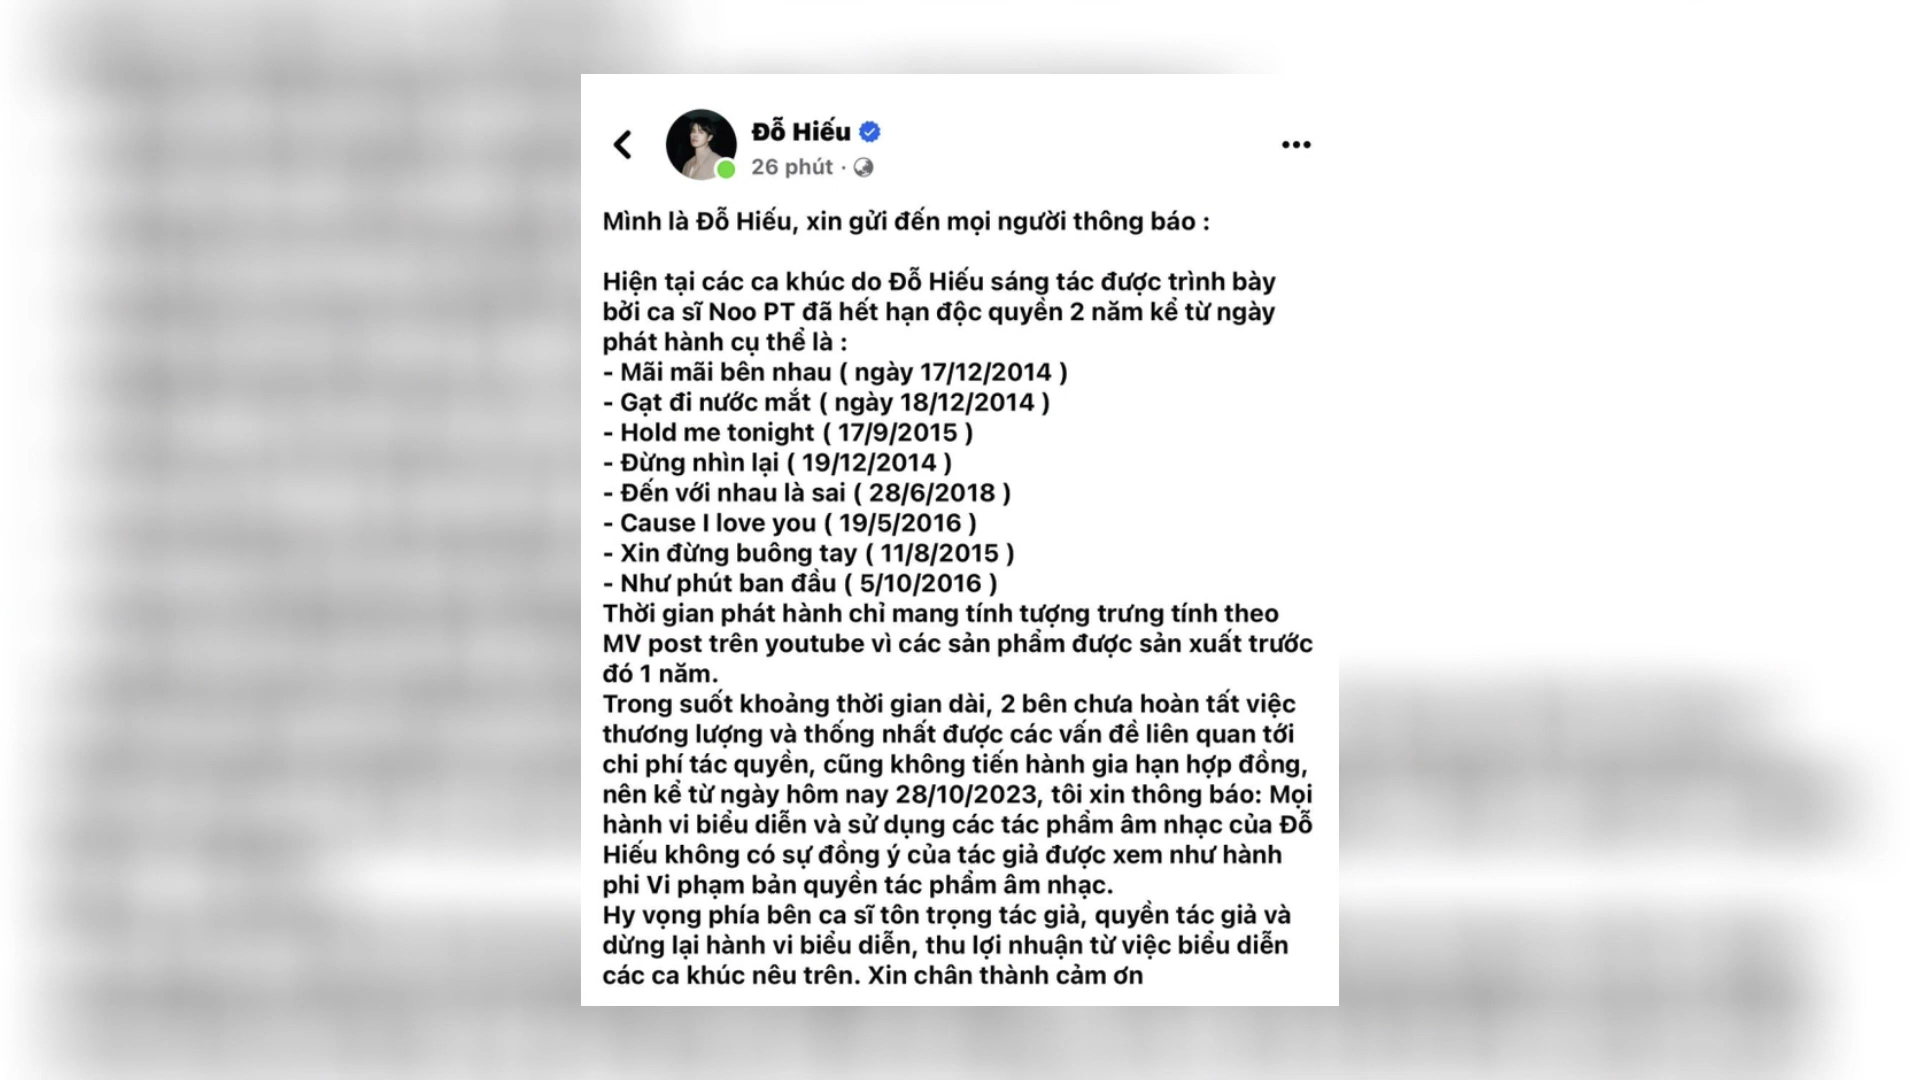 Đỗ Hiếu
26 phút ·
Mình là Đỗ Hiếu, xin gửi đến mọi người thông báo :
Hiện tại các ca khúc do Đỗ Hiếu sáng tác được trình bày
bởi ca sĩ Noo PT đã hết hạn độc quyền 2 năm kể từ ngày
phát hành cụ thể là :
- Mãi mãi bên nhau ( ngày 17/12/2014 )
- Gạt đi nước mắt ( ngày 18/12/2014 )
- Hold me tonight ( 17/9/2015 )
- Đừng nhìn lại ( 19/12/2014 )
- Đến với nhau là sai ( 28/6/2018 )
- Cause I love you ( 19/5/2016 )
- Xin đừng buông tay ( 11/8/2015 )
- Như phút ban đầu ( 5/10/2016 )
Thời gian phát hành chỉ mang tính tượng trưng tính theo
MV post trên youtube vì các sản phẩm được sản xuất trước
đó 1 năm.
Trong suốt khoảng thời gian dài, 2 bên chưa hoàn tất việc
thương lượng và thống nhất được các vấn đề liên quan tới
chi phí tác quyền, cũng không tiến hành gia hạn hợp đồng,
nên kể từ ngày hôm nay 28/10/2023, tôi xin thông báo: Mọi
hành vi biểu diễn và sử dụng các tác phẩm âm nhạc của Đỗ
Hiếu không có sự đồng ý của tác giả được xem như hành
phi Vi phạm bản quyền tác phẩm âm nhạc.
Hy vọng phía bên ca sĩ tôn trọng tác giả, quyền tác giả và
dừng lại hành vi biểu diễn, thu lợi nhuận từ việc biểu diễn
các ca khúc nêu trên. Xin chân thành cảm ơn